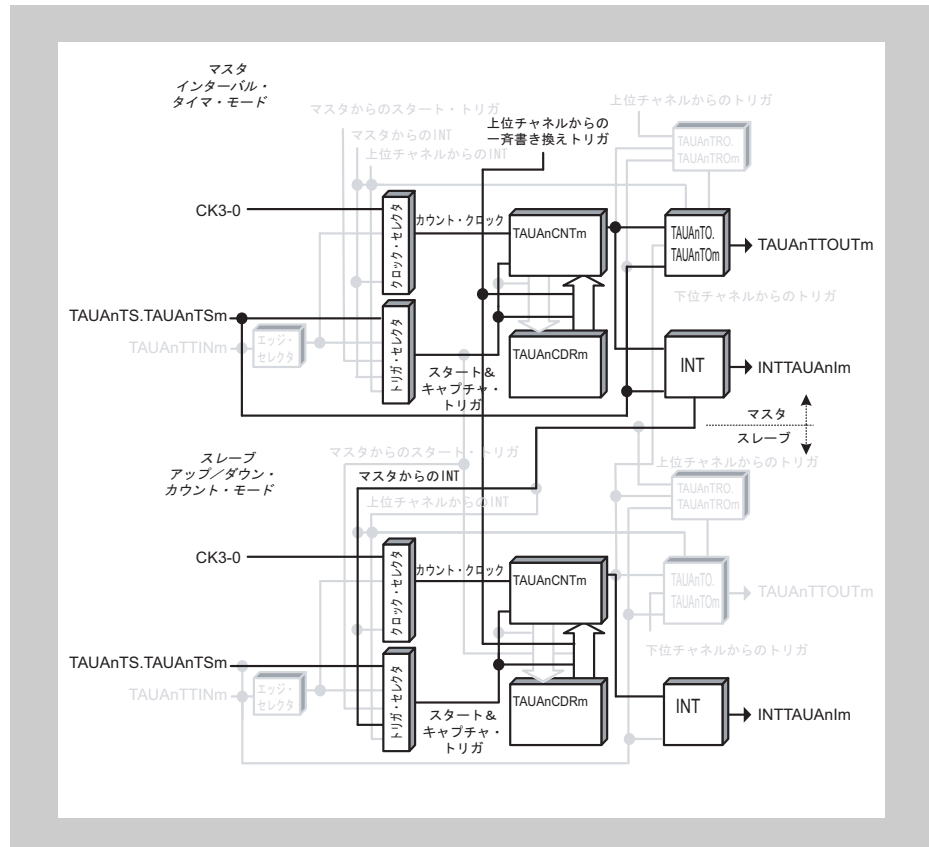 マスタ
インターバル・
タイマ・モード
マスタからのスタート・トリガ
マスタからのINT
上位チャネルからのINT
上位チャネルからの
一斉書き換えトリガ
上位チャネルからのトリガ
TAUAnTRO.
TAUAnTROm
CK3-0
クロック・セレクタ
カウント・クロック
TAUAnCNTm
TAUAnTO.
TAUAnTOm
TAUAnTTOUTm
下位チャネルからのトリガ
TAUAnTS.TAUAnTSm
TAUAnTTINm
エッジ・
セレクタ
トリガ・セレクタ
スタート&
キャプチャ・
トリガ
TAUAnCDRm
INT
INTTAUAnIm
マスタ
スレーブ
スレーブ
アップ/ダウン・
カウント・モード
マスタからのスタート・トリガ
マスタからのINT
上位チャネルからのINT
上位チャネルからのトリガ
TAUAnTRO.
TAUAnTROm
CK3-0
クロック・セレクタ
カウント・クロック
TAUAnCNTm
TAUAnTO.
TAUAnTOm
TAUAnTTOUTm
下位チャネルからのトリガ
TAUAnTS.TAUAnTSm
TAUAnTTINm
エッジ・
セレクタ
トリガ・セレクタ
スタート&
キャプチャ・
トリガ
TAUAnCDRm
INT
INTTAUAnIm